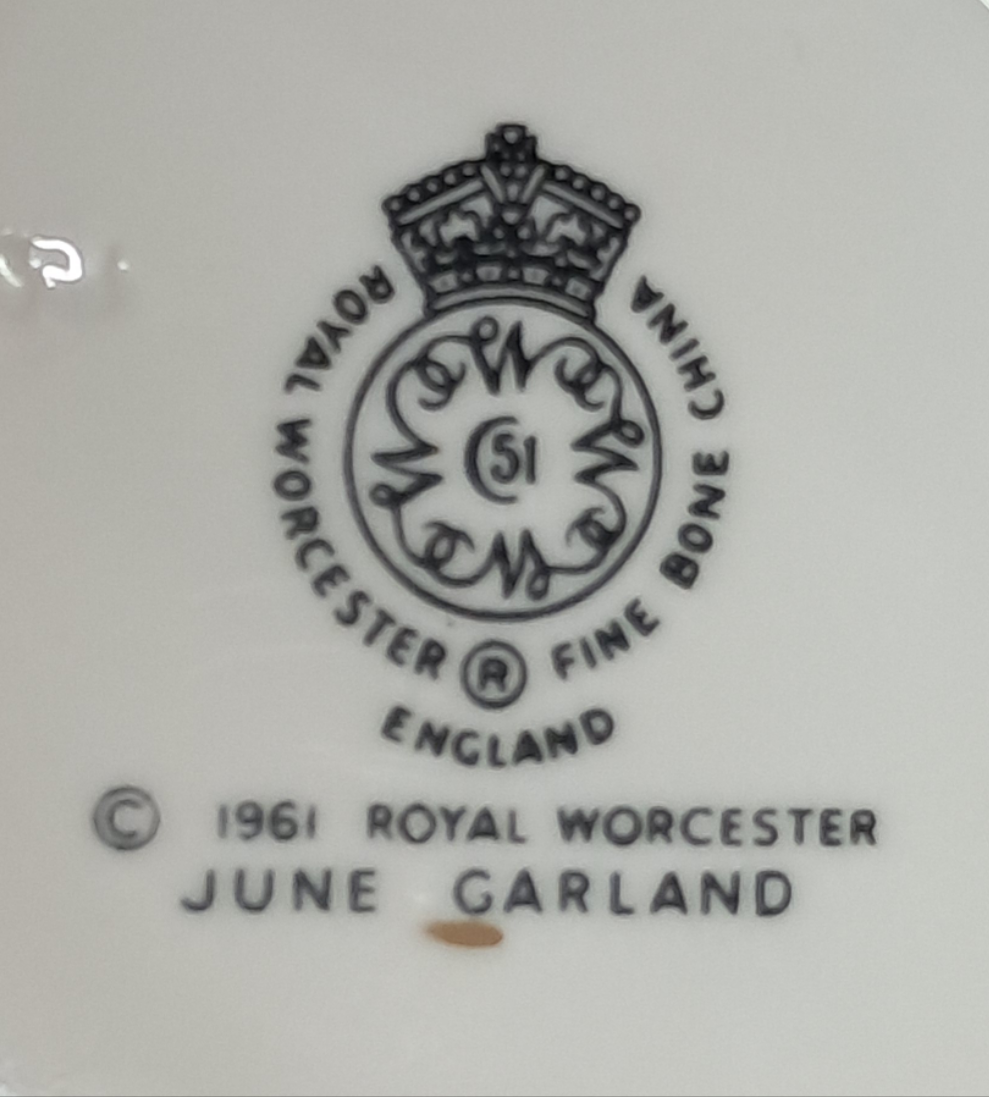 ROYAL WORCESTER ® FINE BONE CHINA
51
ENGLAND
© 1961 ROYAL WORCESTER
JUNE GARLAND